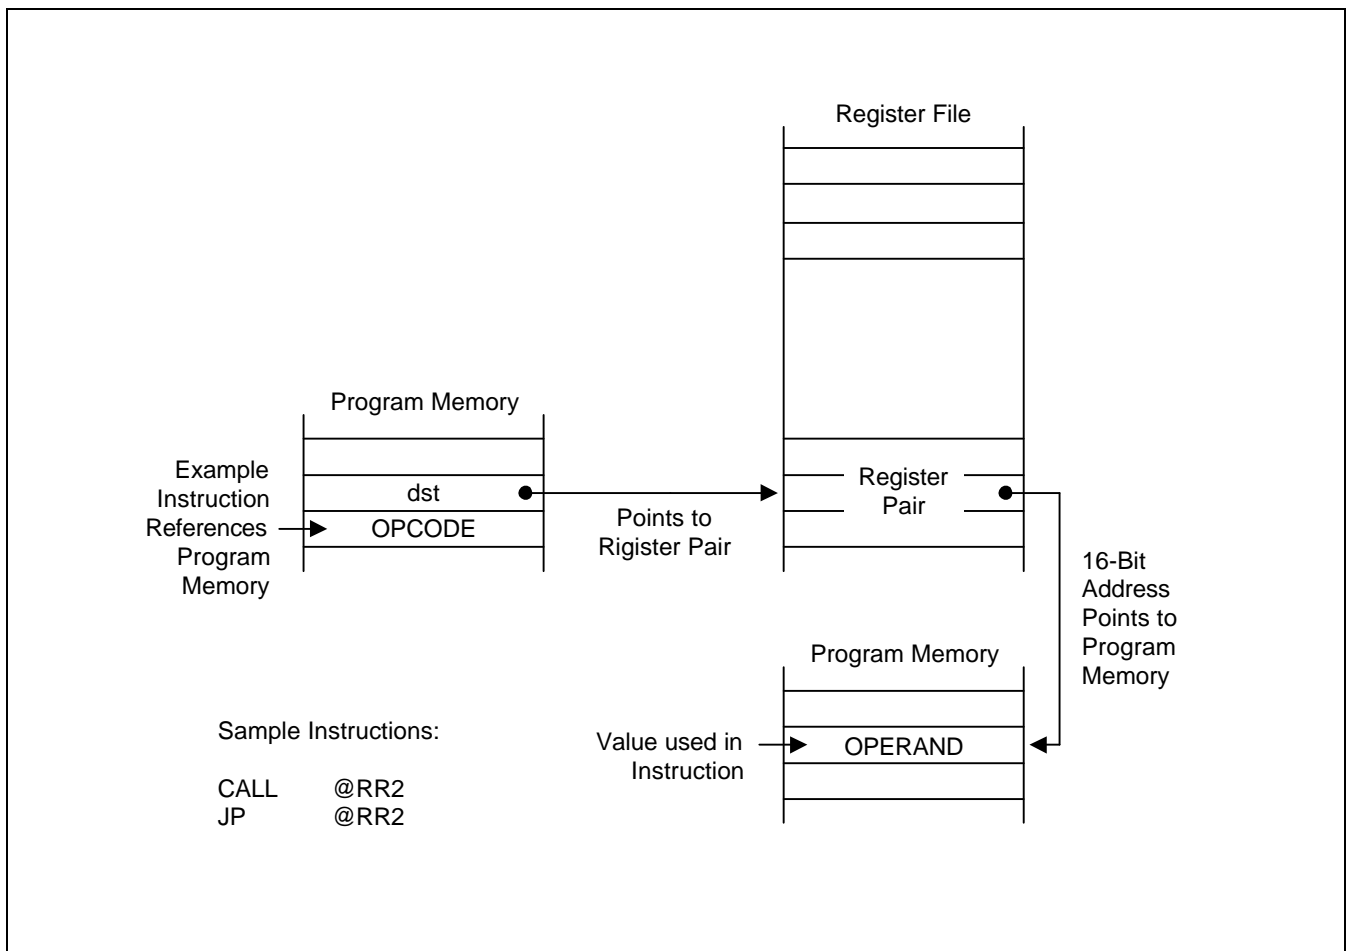 Register File
Program Memory
Example
Instruction
References
Program
Memory
dst
OPCODE
Points to
Rigister Pair
Register
Pair
16-Bit
Address
Points to
Program
Memory
Program Memory
Value used in
Instruction
OPERAND
Sample Instructions:
CALL @RR2
JP @RR2